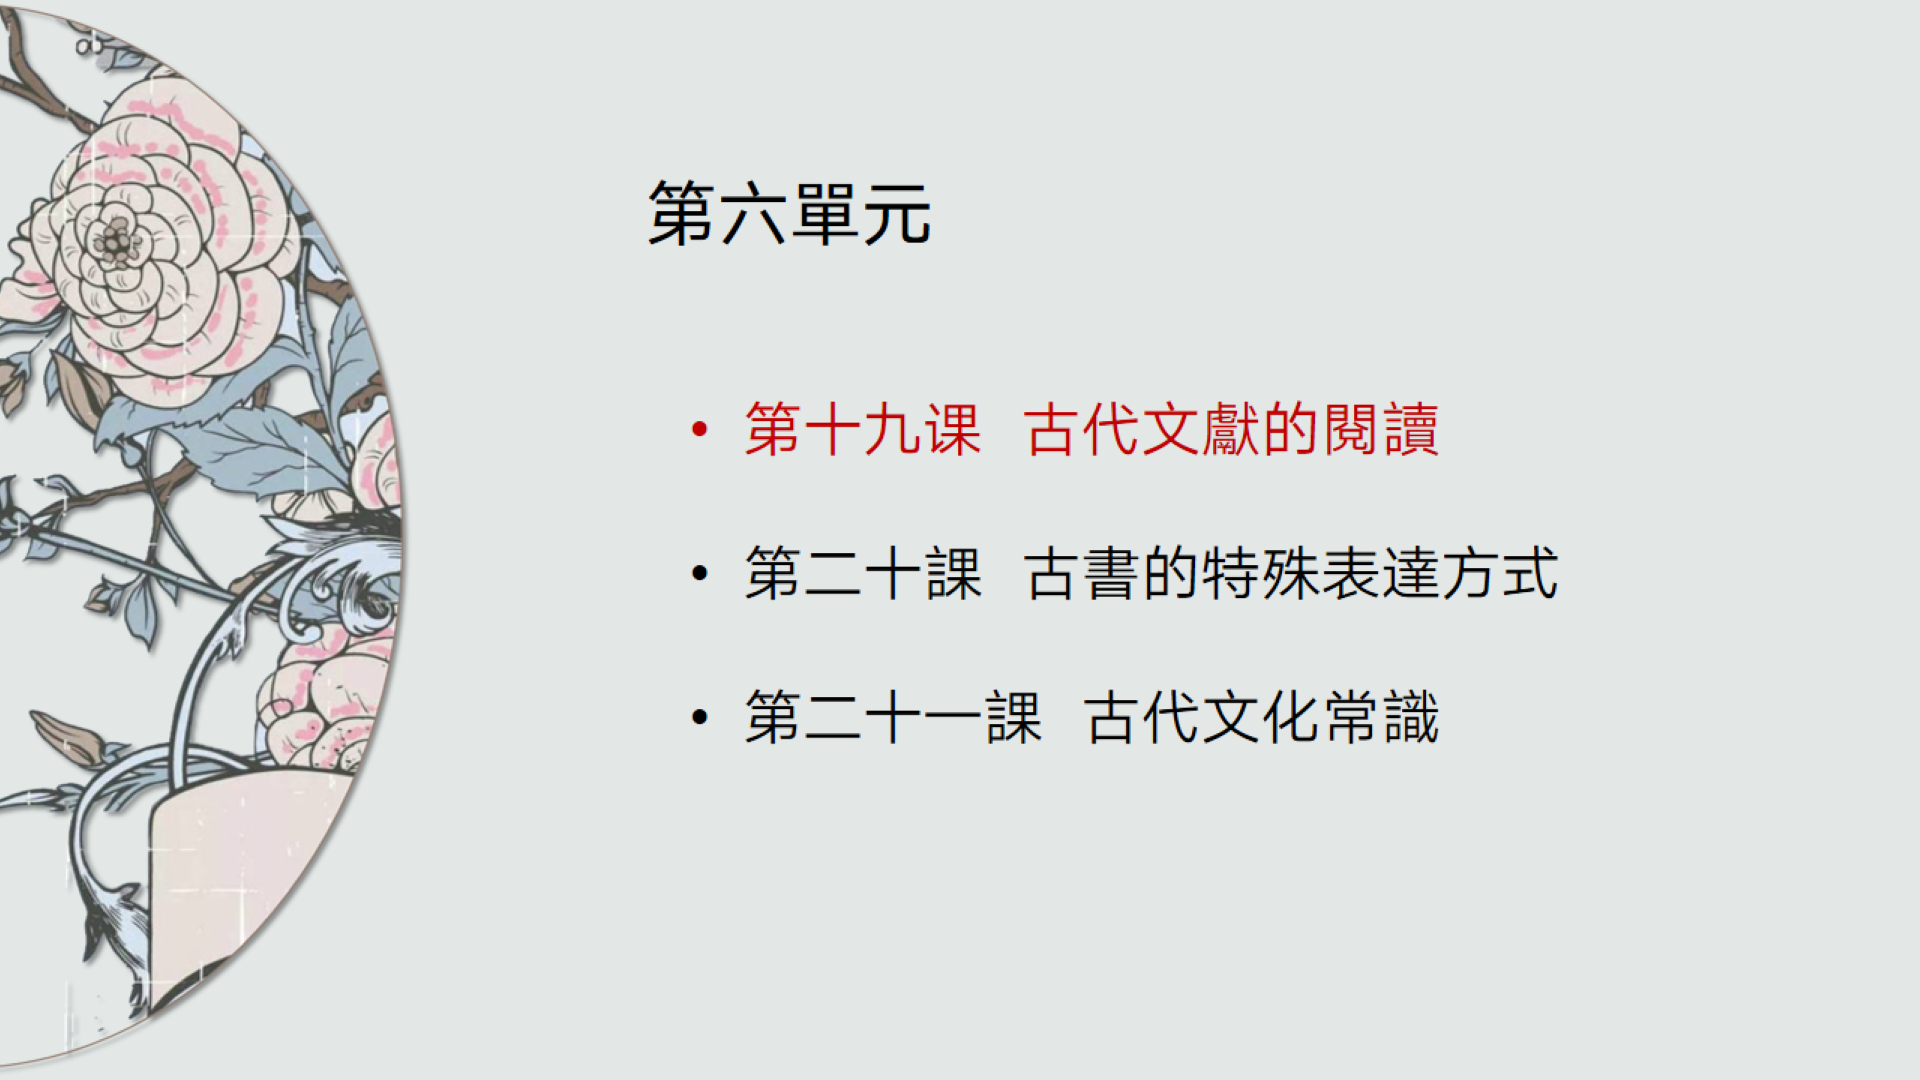 第六單元
• 第十九课 古代文獻的閱讀
• 第二十課 古書的特殊表達方式
• 第二十一課 古代文化常識